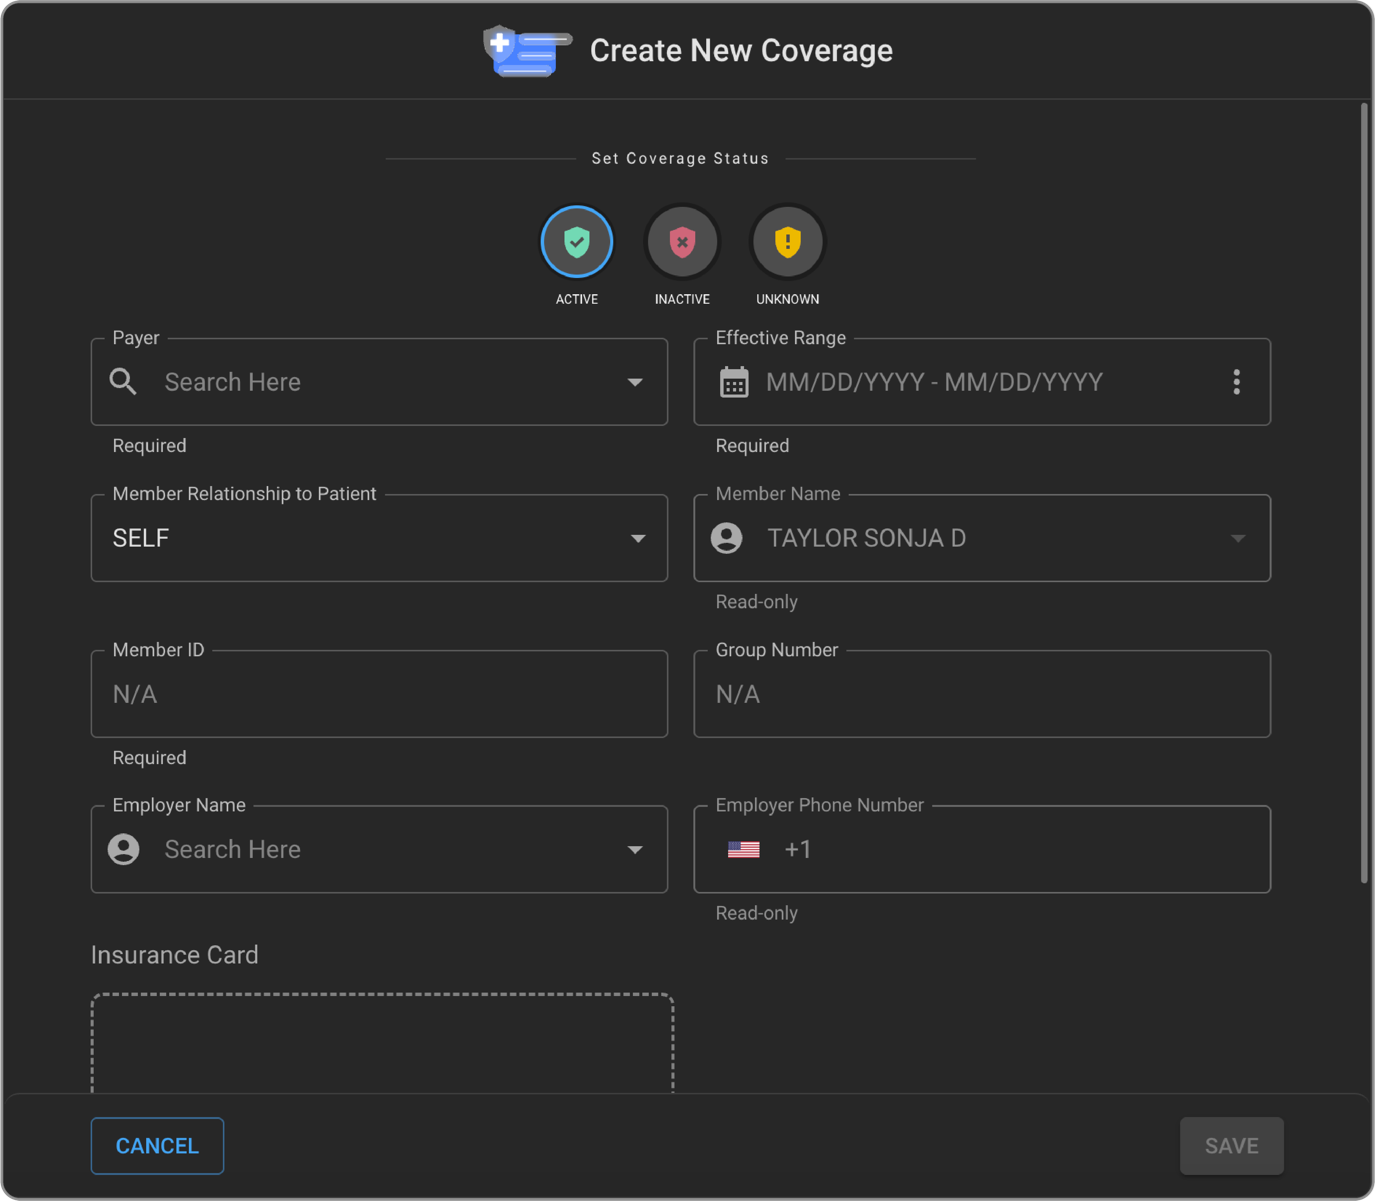 Create New Coverage
Set Coverage Status
ACTIVE
INACTIVE
UNKNOWN
Payer
Search Here
Required
Effective Range
MM/DD/YYYY - MM/DD/YYYY
Required
Member Relationship to Patient
SELF
Member Name
TAYLOR SONJA D
Read-only
Member ID
N/A
Required
Group Number
N/A
Employer Name
Search Here
Employer Phone Number
+1
Read-only
Insurance Card
CANCEL
SAVE